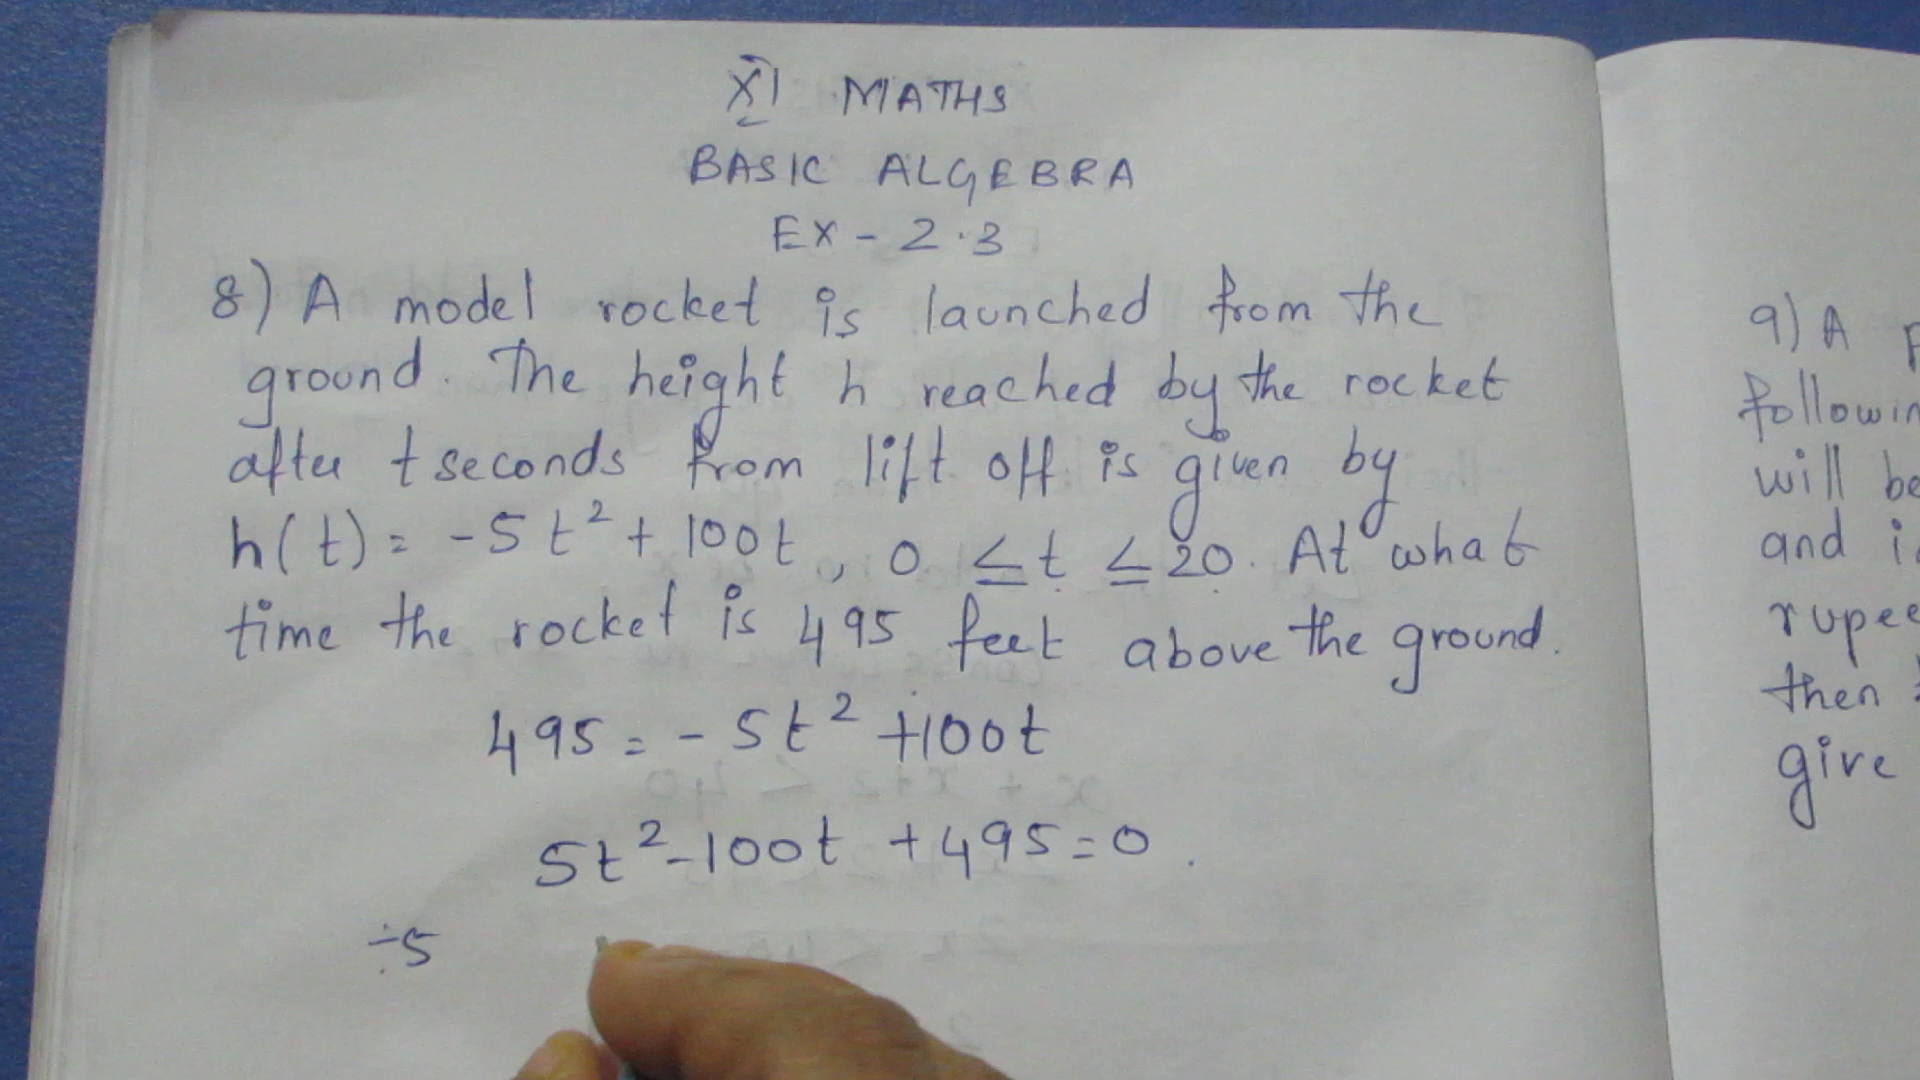 XI MATHS
BASIC ALGEBRA
EX - 2.3
8) A model rocket is launched from the
ground. The height h reached by the rocket
after t seconds from lift off is given by
h(t) = -5t² + 100t, 0 ≤ t ≤ 20. At what
time the rocket is 495 feet above the ground.
495 = -5t² + 100t
5t² - 100t + 495 = 0.
÷5
9) A
followin
will be
and i
rupee
then
give